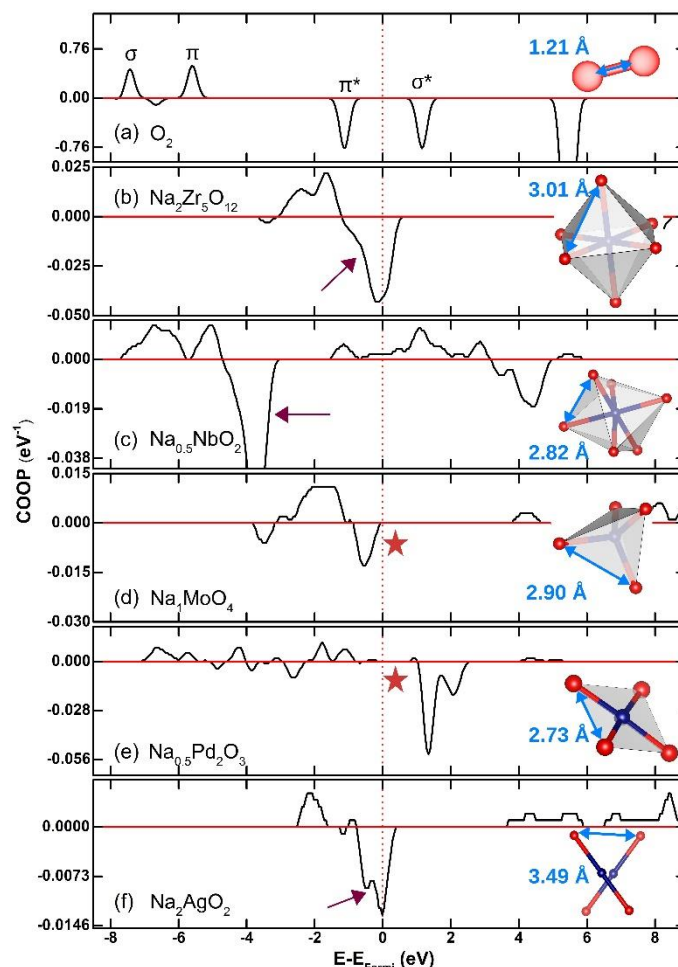 σ π π* σ* 1.21 Å
0.76
0.00
-0.76
(a) O₂
0.025
0.000
-0.025
-0.050
(b) Na₂Zr₅O₁₂
3.01 Å
0.000
-0.019
-0.038
(c) Na₀.₅NbO₂
2.82 Å
COOP (eV⁻¹)
0.015
0.000
-0.015
-0.030
(d) Na₁MoO₄
2.90 Å
0.000
-0.028
-0.056
(e) Na₀.₅Pd₂O₃
2.73 Å
0.0000
-0.0073
-0.0146
(f) Na₂AgO₂
3.49 Å
-8 -6 -4 -2 0 2 4 6 8
E-E_Fermi (eV)